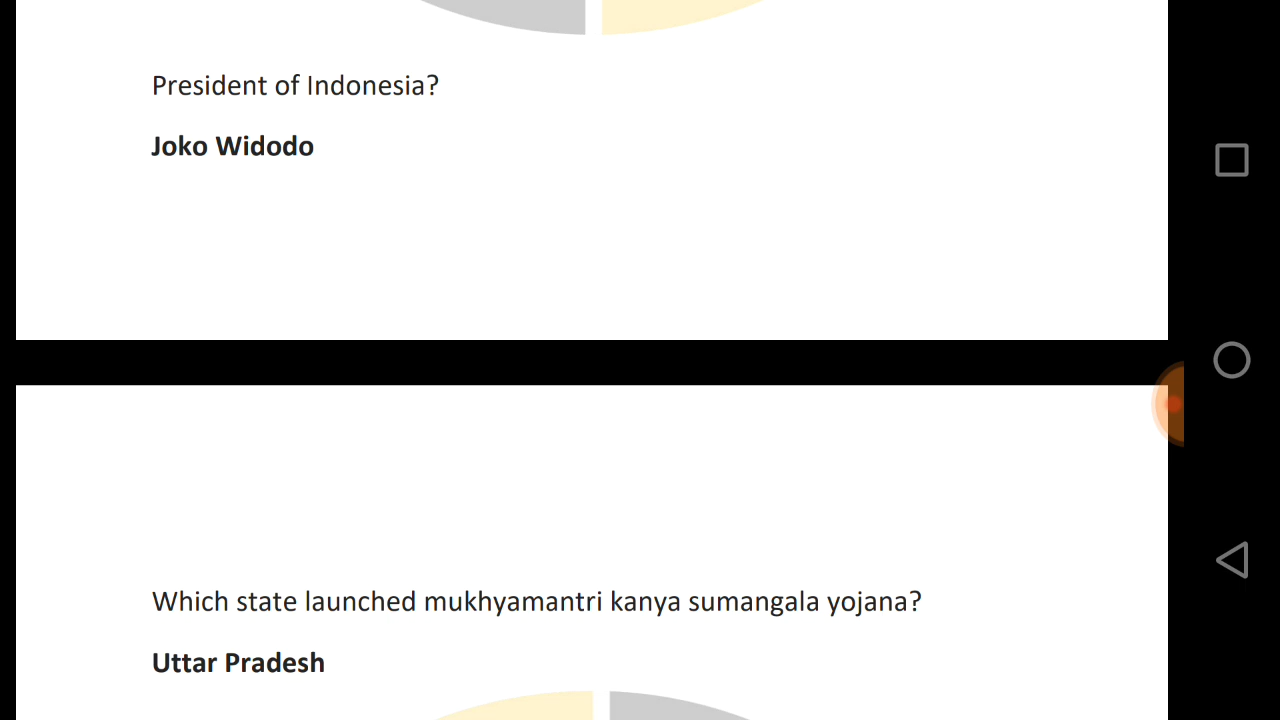 President of Indonesia?
Joko Widodo
Which state launched mukhyamantri kanya sumangala yojana?
Uttar Pradesh